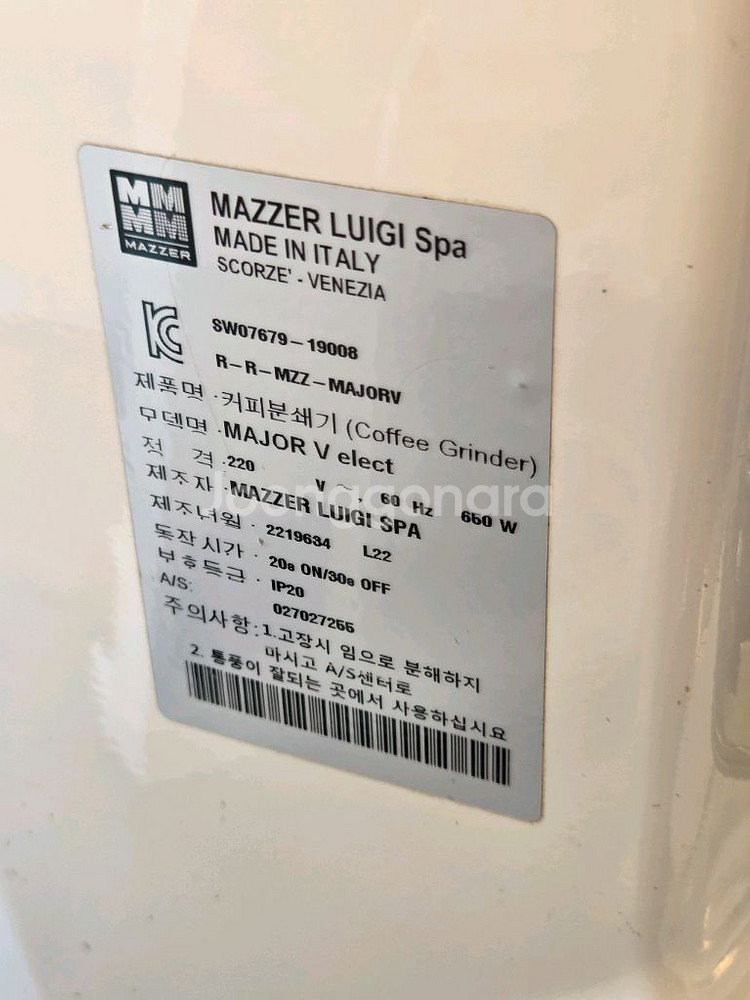 MAZZER
MAZZER LUIGI Spa
MADE IN ITALY
SCORZE' - VENEZIA
SW07679-19008
R-R-MZZ-MAJORV
제품명 ·커피분쇄기 (Coffee Grinder)
모델명 ·MAJOR V elect
정 격 ·220 V ~, 60 Hz 650 W
제조자 ·MAZZER LUIGI SPA
제조년월 · 2219634 L22
동작시간 · 20s ON/30s OFF
보호등급 · IP20
A/S: 027027255
주의사항: 1.고장시 임으로 분해하지
마시고 A/S센터로
2. 통풍이 잘되는 곳에서 사용하십시요
Joonggonara